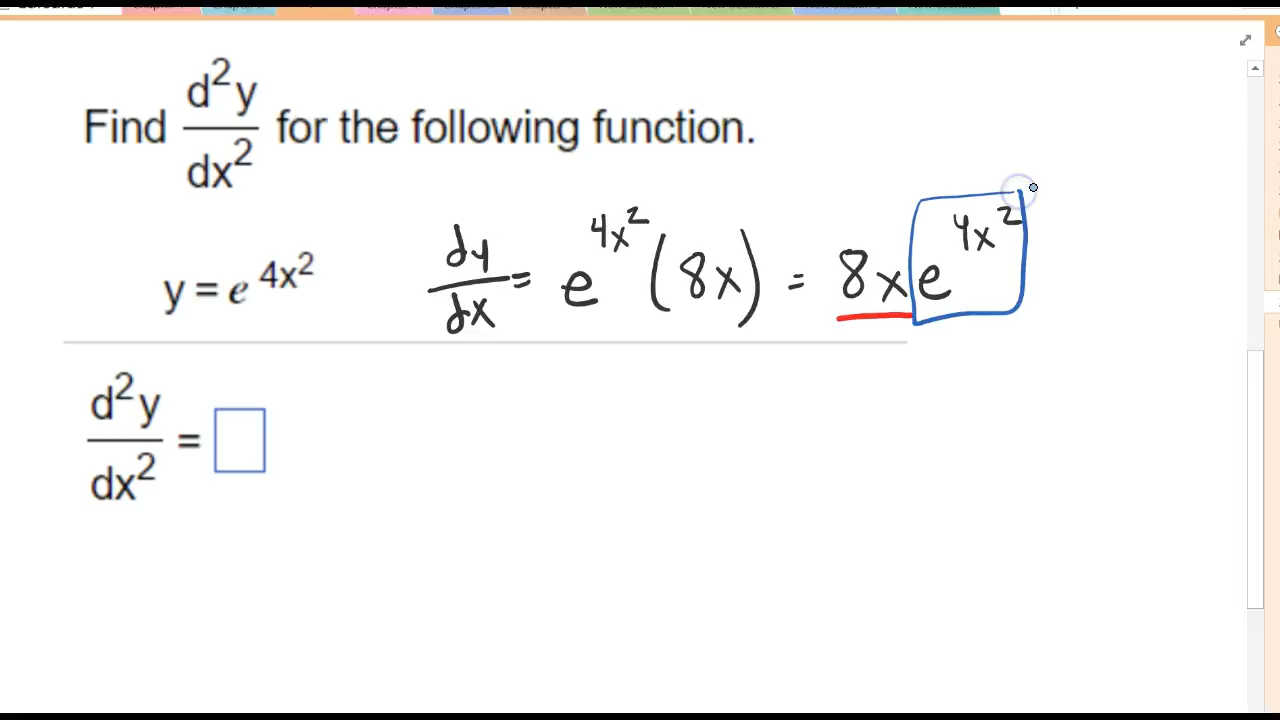 Find d²y/dx² for the following function.
y = e^4x² dy/dx = e^4x² (8x) = 8xe^4x²
d²y/dx² =